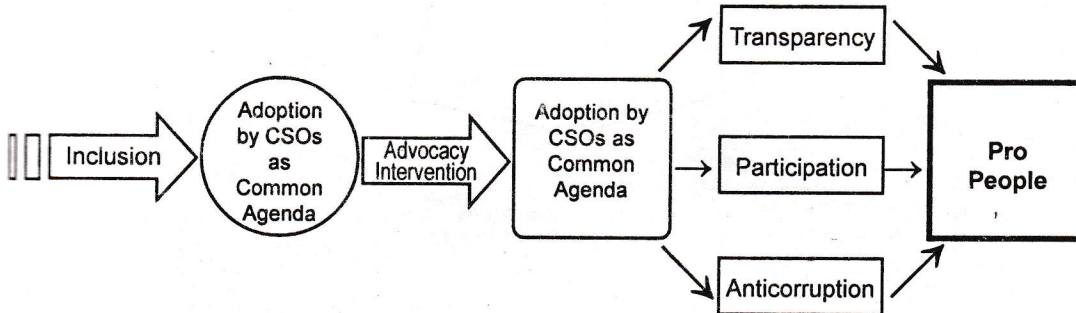 Inclusion
Adoption
by CSOs
as
Common
Agenda
Advocacy
Intervention
Adoption by
CSOs as
Common
Agenda
Transparency
Participation
Anticorruption
Pro
People